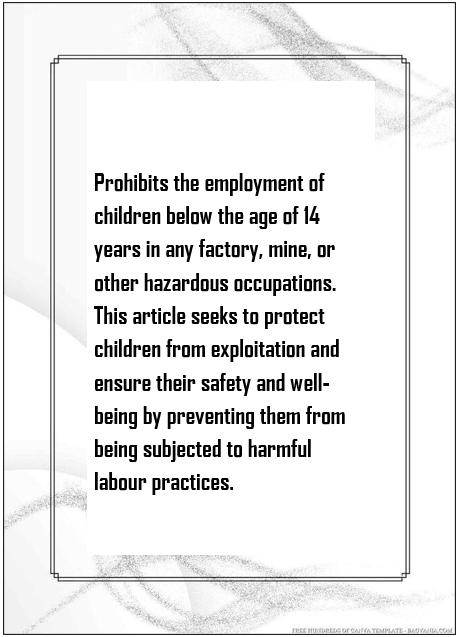 Prohibits the employment of
children below the age of 14
years in any factory, mine, or
other hazardous occupations.
This article seeks to protect
children from exploitation and
ensure their safety and well-
being by preventing them from
being subjected to harmful
labour practices.
FREE HUNDREDS OF CANVA TEMPLATE - BAGVANIA.COM